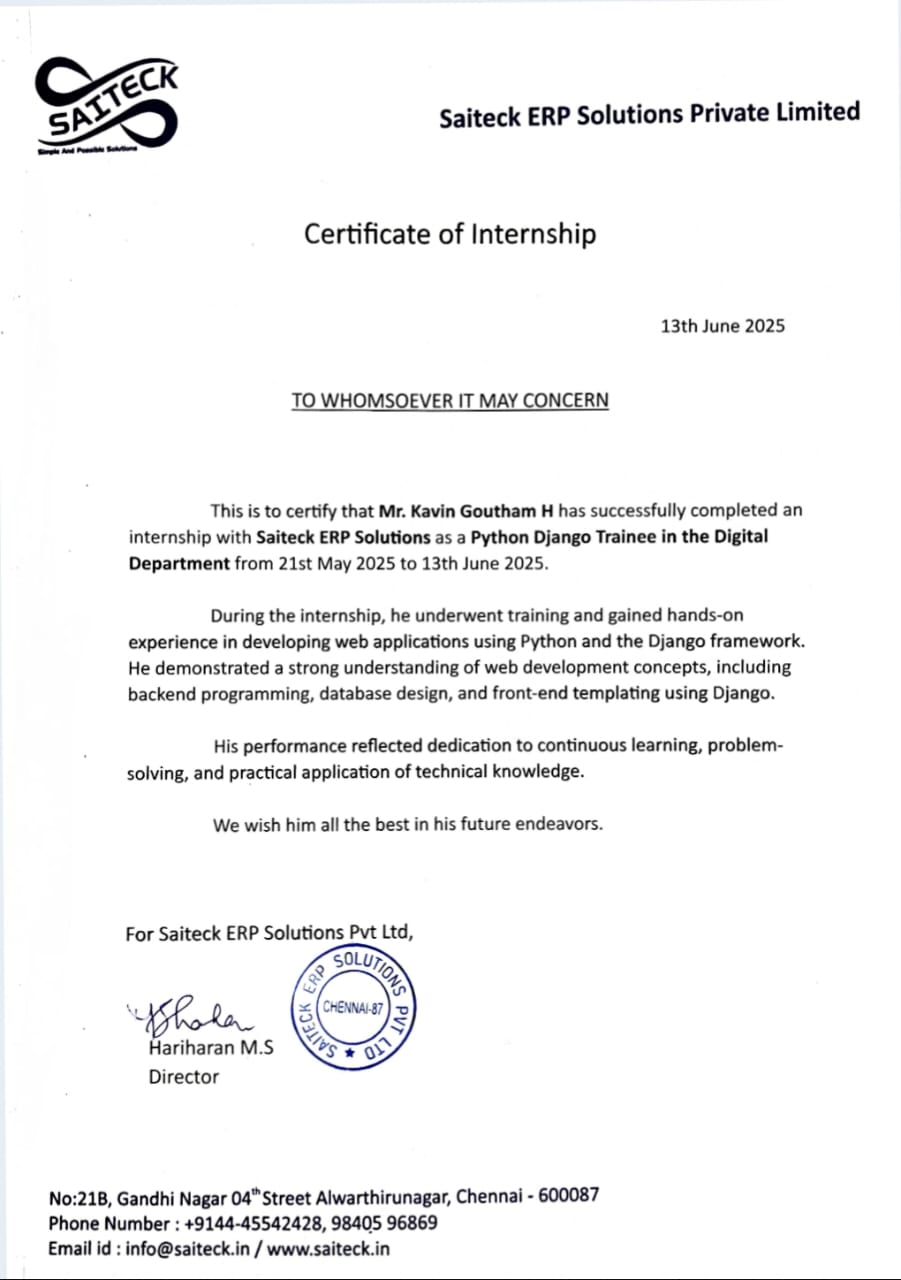 SAITECK
Simple And Possible Solutions
Saiteck ERP Solutions Private Limited
Certificate of Internship
13th June 2025
TO WHOMSOEVER IT MAY CONCERN
This is to certify that Mr. Kavin Goutham H has successfully completed an
internship with Saiteck ERP Solutions as a Python Django Trainee in the Digital
Department from 21st May 2025 to 13th June 2025.
During the internship, he underwent training and gained hands-on
experience in developing web applications using Python and the Django framework.
He demonstrated a strong understanding of web development concepts, including
backend programming, database design, and front-end templating using Django.
His performance reflected dedication to continuous learning, problem-
solving, and practical application of technical knowledge.
We wish him all the best in his future endeavors.
For Saiteck ERP Solutions Pvt Ltd,
SAITECK ERP SOLUTIONS PVT LTD
CHENNAI-87
Hariharan M.S
Director
No:21B, Gandhi Nagar 04th Street Alwarthirunagar, Chennai - 600087
Phone Number : +9144-45542428, 98405 96869
Email id : info@saiteck.in / www.saiteck.in